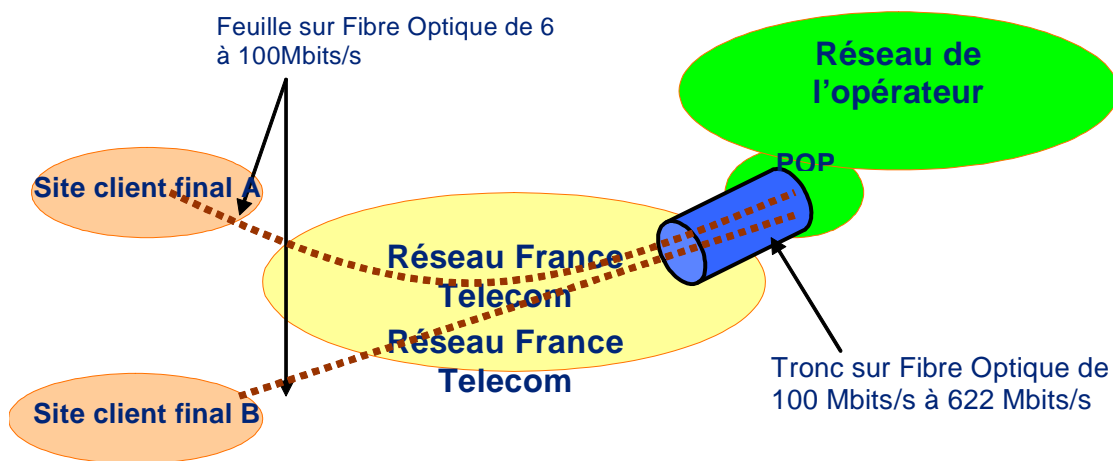 Feuille sur Fibre Optique de 6
à 100Mbits/s
Réseau de
l'opérateur
POP
Site client final A
Réseau France
Telecom
Réseau France
Telecom
Tronc sur Fibre Optique de
100 Mbits/s à 622 Mbits/s
Site client final B